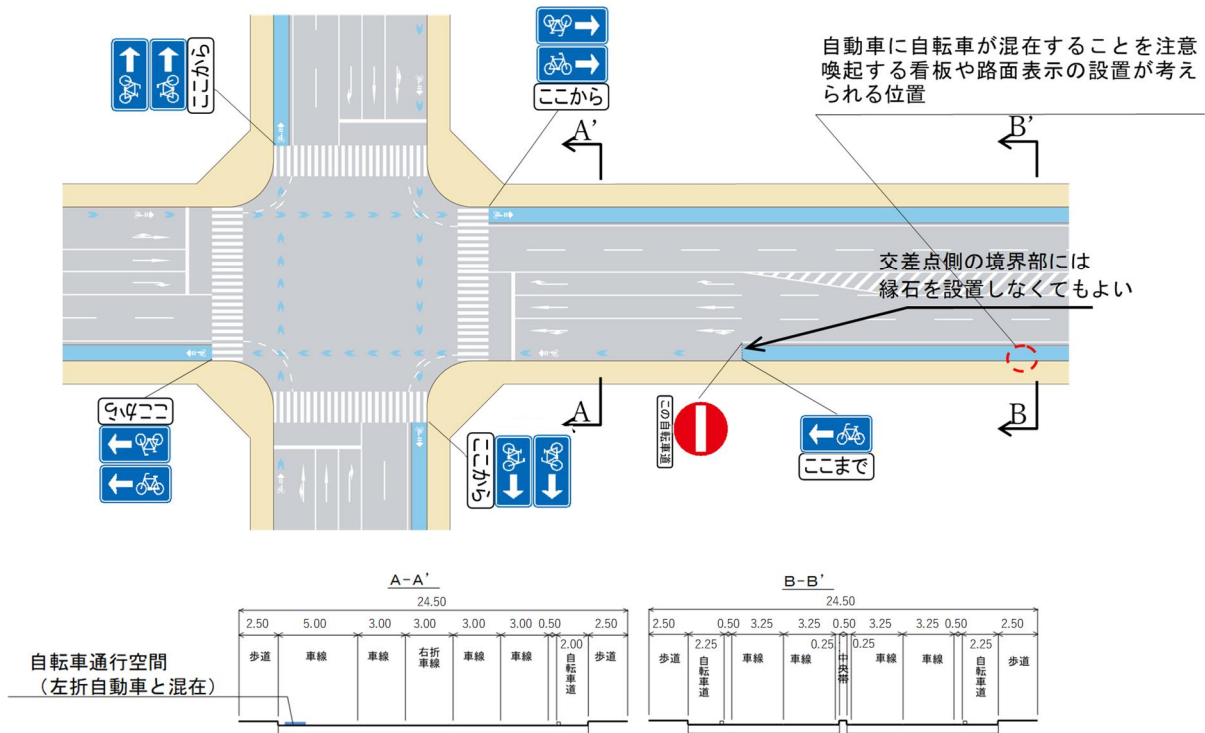 ここから
ここから
自動車に自転車が混在することを注意
喚起する看板や路面表示の設置が考え
られる位置
A’
B’
交差点側の境界部には
縁石を設置しなくてもよい
ここから
ここから
A
この自転車道
ここまで
B
A-A’
24.50
2.50 5.00 3.00 3.00 3.00 3.00 0.50 2.00 2.50
歩道 車線 車線 右折車線 車線 車線 自転車道 歩道
自転車通行空間
（左折自動車と混在）
B-B’
24.50
2.50 2.25 0.50 3.25 3.25 0.25 0.50 0.25 3.25 3.25 0.50 2.25 2.50
歩道 自転車道 車線 車線 中央帯 車線 車線 自転車道 歩道